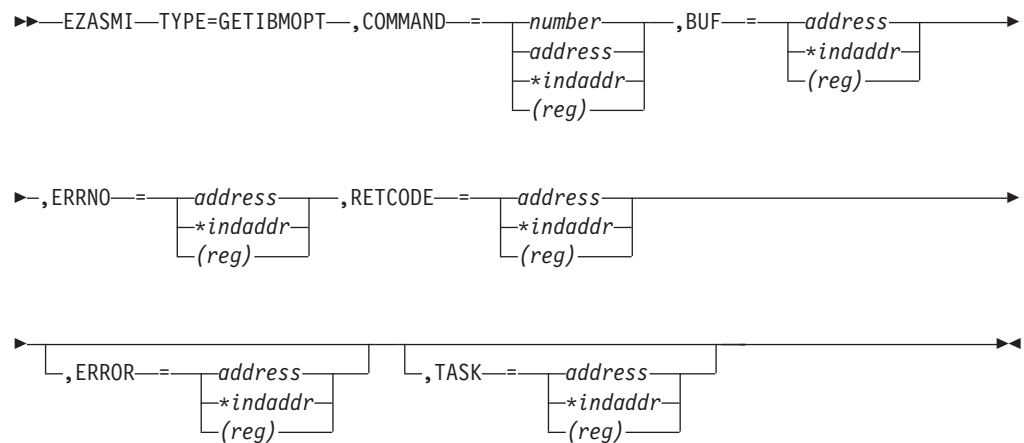 EZASMI TYPE=GETIBMOPT ,COMMAND = number ,BUF = address
address *indaddr
*indaddr (reg)
(reg)
,ERRNO = address ,RETCODE = address
*indaddr *indaddr
(reg) (reg)
,ERROR = address ,TASK = address
*indaddr *indaddr
(reg) (reg)